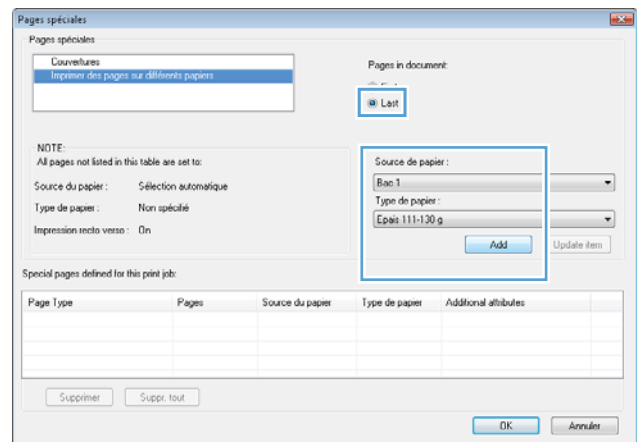 Pages spéciales
Pages spéciales
Couvertures
Imprimer des pages sur différents papiers
Pages in document:
Last
NOTE:
All pages not listed in this table are set to:
Source du papier : Sélection automatique
Type de papier : Non spécifié
Impression recto verso : On
Source de papier :
Bac 1
Type de papier :
Epais 111-130 g
Add Update item
Special pages defined for this print job:
Page Type Pages Source du papier Type de papier Additional attributes
Supprimer Suppr. tout
OK Annuler